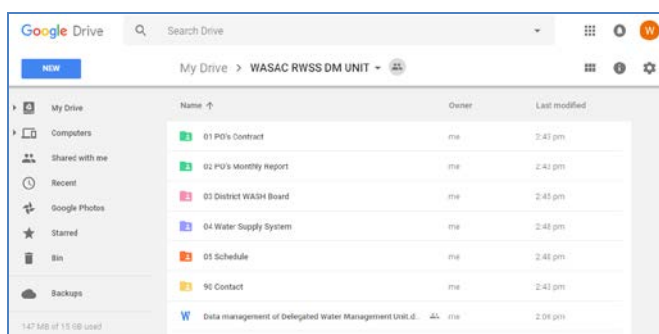 Google Drive Search Drive W
NEW My Drive > WASAC RWSS DM UNIT
My Drive
Computers
Shared with me
Recent
Google Photos
Starred
Bin
Backups
147 MB of 15 GB used
Name ↑ Owner Last modified
01 PO's Contract me 2:43 pm
02 PO's Monthly Report me 2:43 pm
03 District WASH Board me 2:43 pm
04 Water Supply System me 2:43 pm
05 Schedule me 2:43 pm
90 Contact me 2:43 pm
W Data management of Delegated Water Management Unit.d.. me 2:09 pm